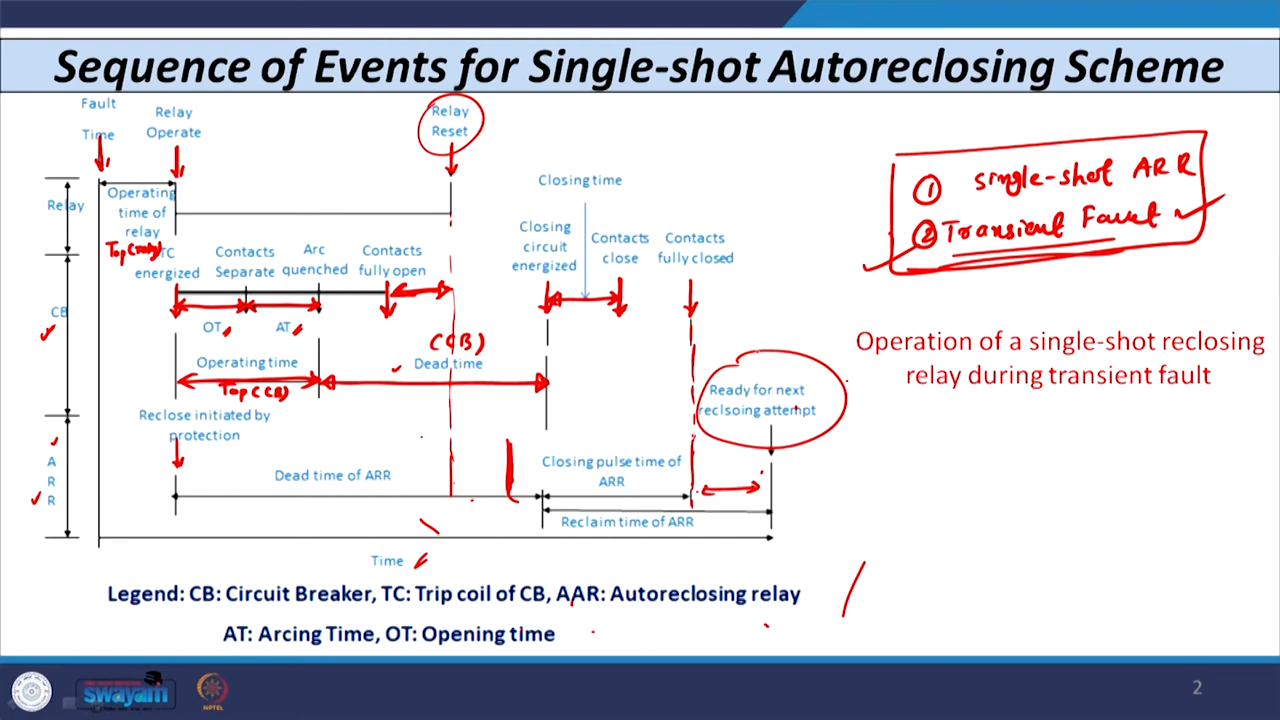 Sequence of Events for Single-shot Autoreclosing Scheme
Fault
Time
Relay
Operate
Relay
Reset
Closing time
Relay
Operating
time of
relay
Top(relay)
TC
energized
Contacts
Separate
Arc
quenched
Contacts
fully open
Closing
circuit
energized
Contacts
close
Contacts
fully closed
CB
OT
AT
(CB)
Operating time
Top(CB)
Dead time
Ready for next
reclsoing attempt
Reclose initiated by
protection
A
R
R
Dead time of ARR
Closing pulse time of
ARR
Reclaim time of ARR
Time
① Single-shot ARR
② Transient Fault
Operation of a single-shot reclosing
relay during transient fault
Legend: CB: Circuit Breaker, TC: Trip coil of CB, AAR: Autoreclosing relay
AT: Arcing Time, OT: Opening time
swayam
NPTEL
2